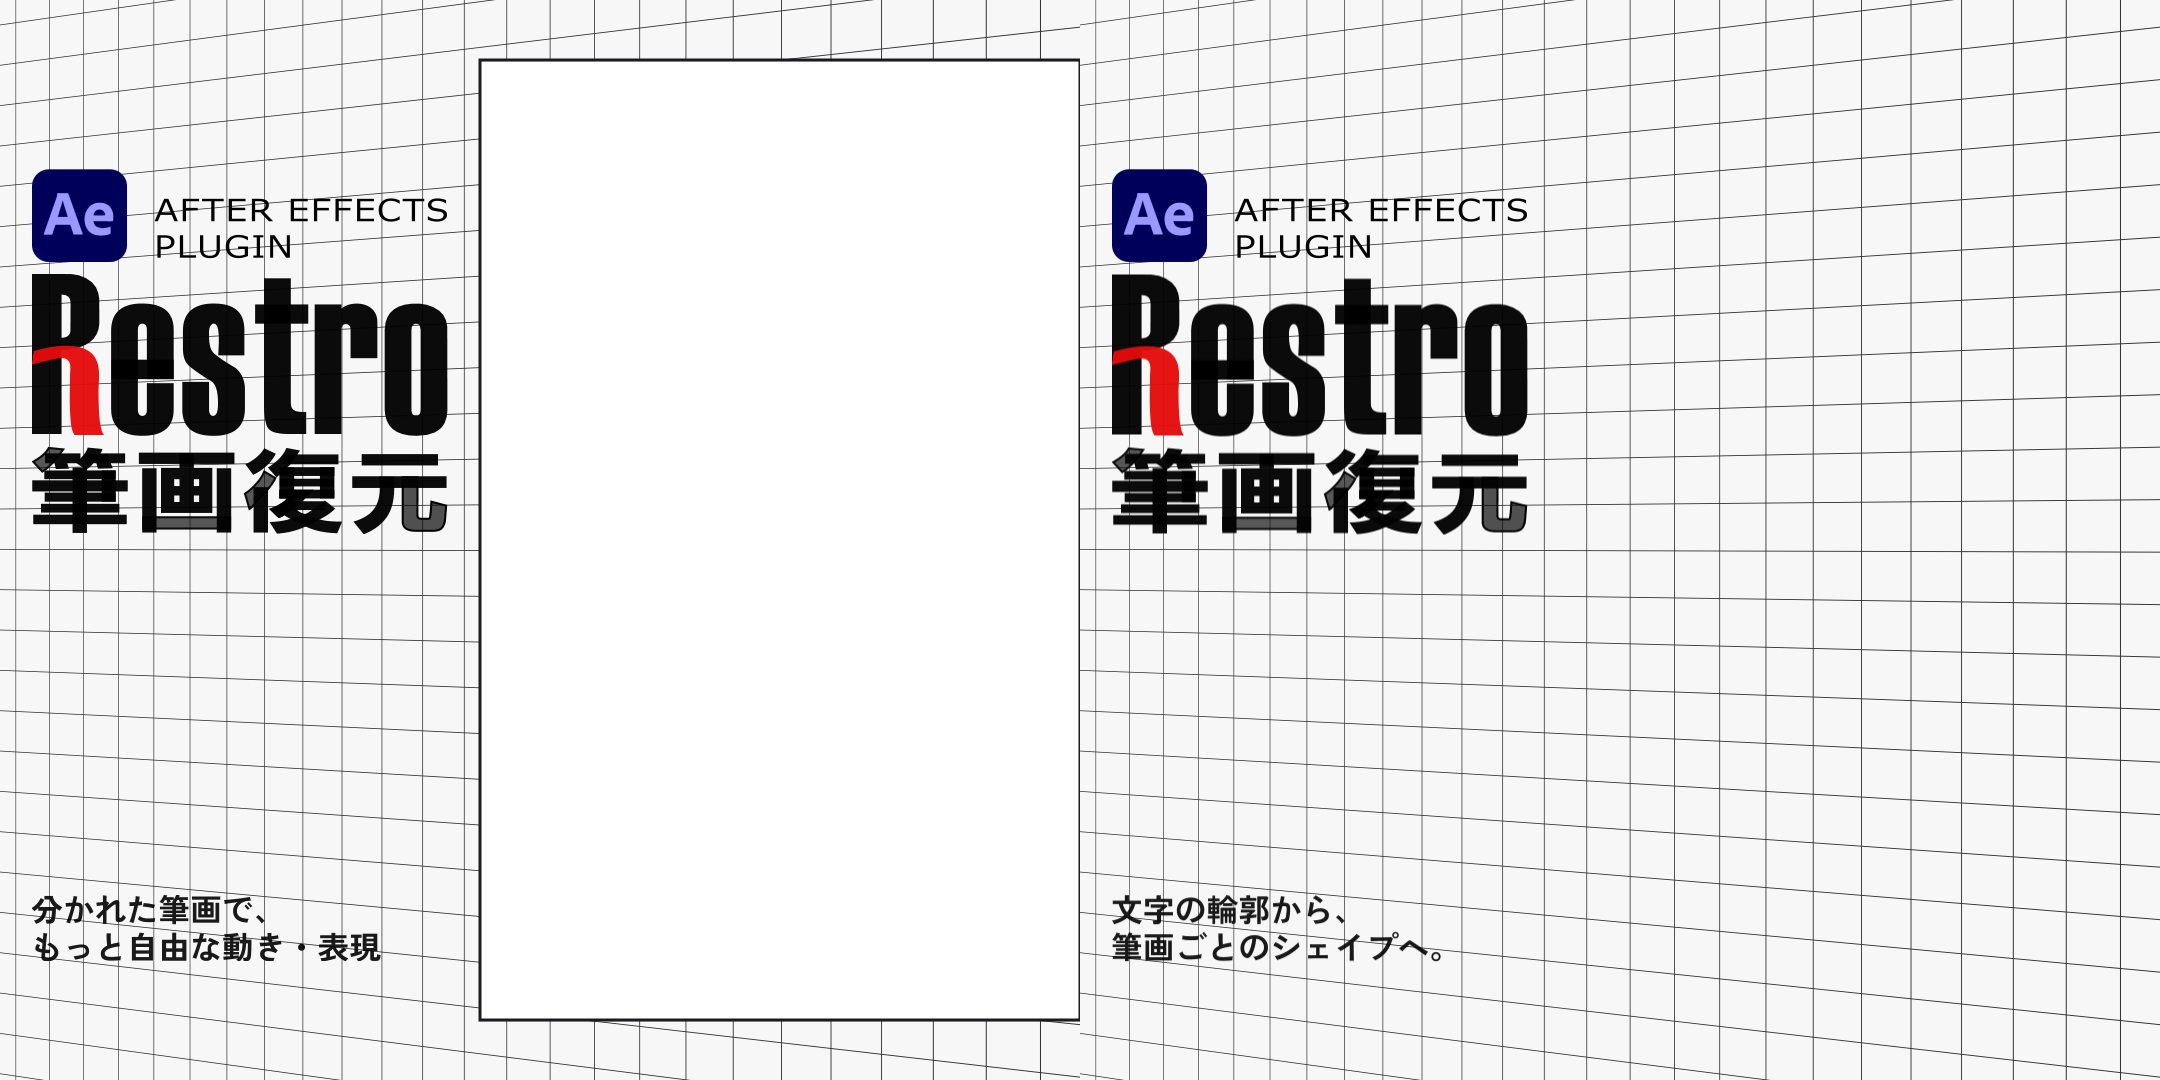 Ae
AFTER EFFECTS
PLUGIN
Restro
筆画復元
分かれた筆画で、
もっと自由な動き・表現
Ae
AFTER EFFECTS
PLUGIN
Restro
筆画復元
文字の輪郭から、
筆画ごとのシェイプへ。